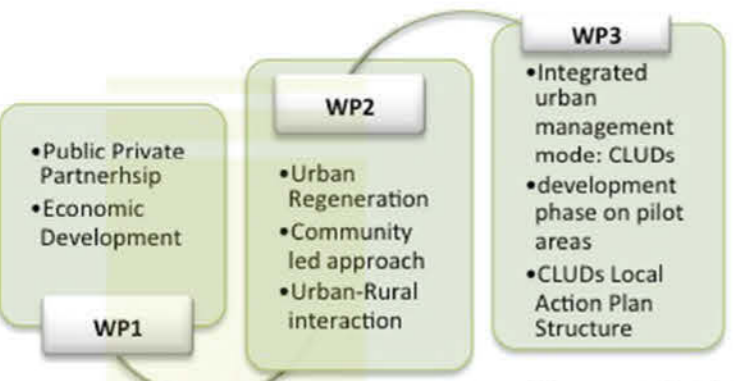 •Public Private
Partnerhsip
•Economic
Development
WP1
WP2
•Urban
Regeneration
•Community
led approach
•Urban-Rural
interaction
WP3
•Integrated
urban
management
mode: CLUDs
•development
phase on pilot
areas
•CLUDs Local
Action Plan
Structure